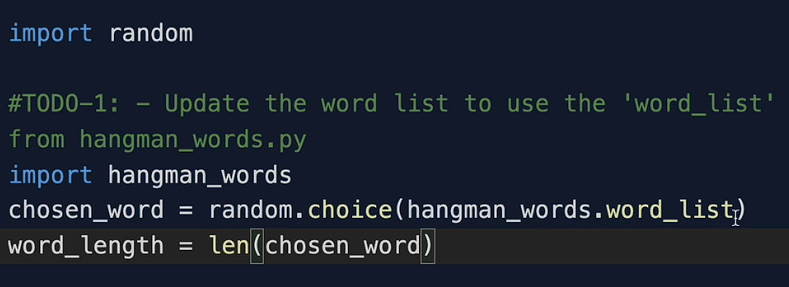 import random
#TODO-1: - Update the word list to use the 'word_list'
from hangman_words.py
import hangman_words
chosen_word = random.choice(hangman_words.word_list)
word_length = len(chosen_word)